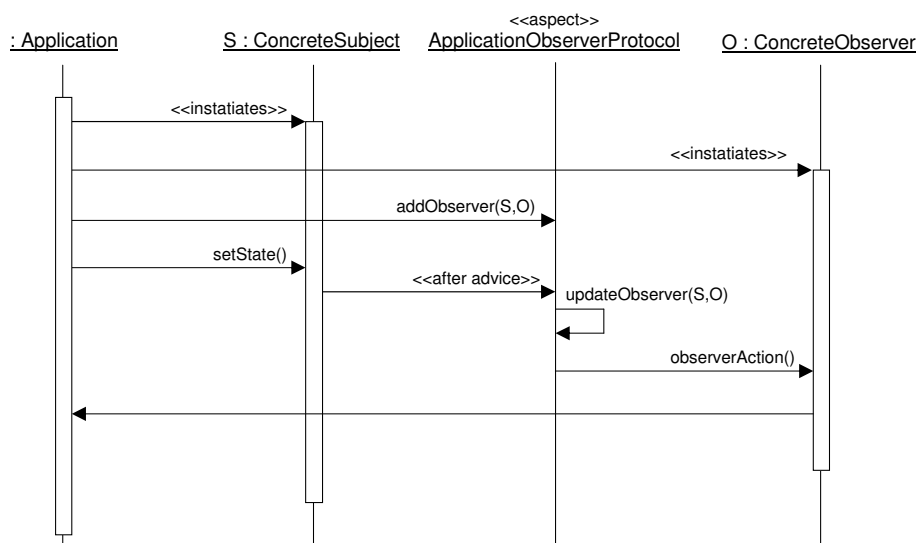 <<aspect>>
: Application
S : ConcreteSubject
ApplicationObserverProtocol
O : ConcreteObserver
<<instatiates>>
<<instatiates>>
addObserver(S,O)
setState()
<<after advice>>
updateObserver(S,O)
observerAction()